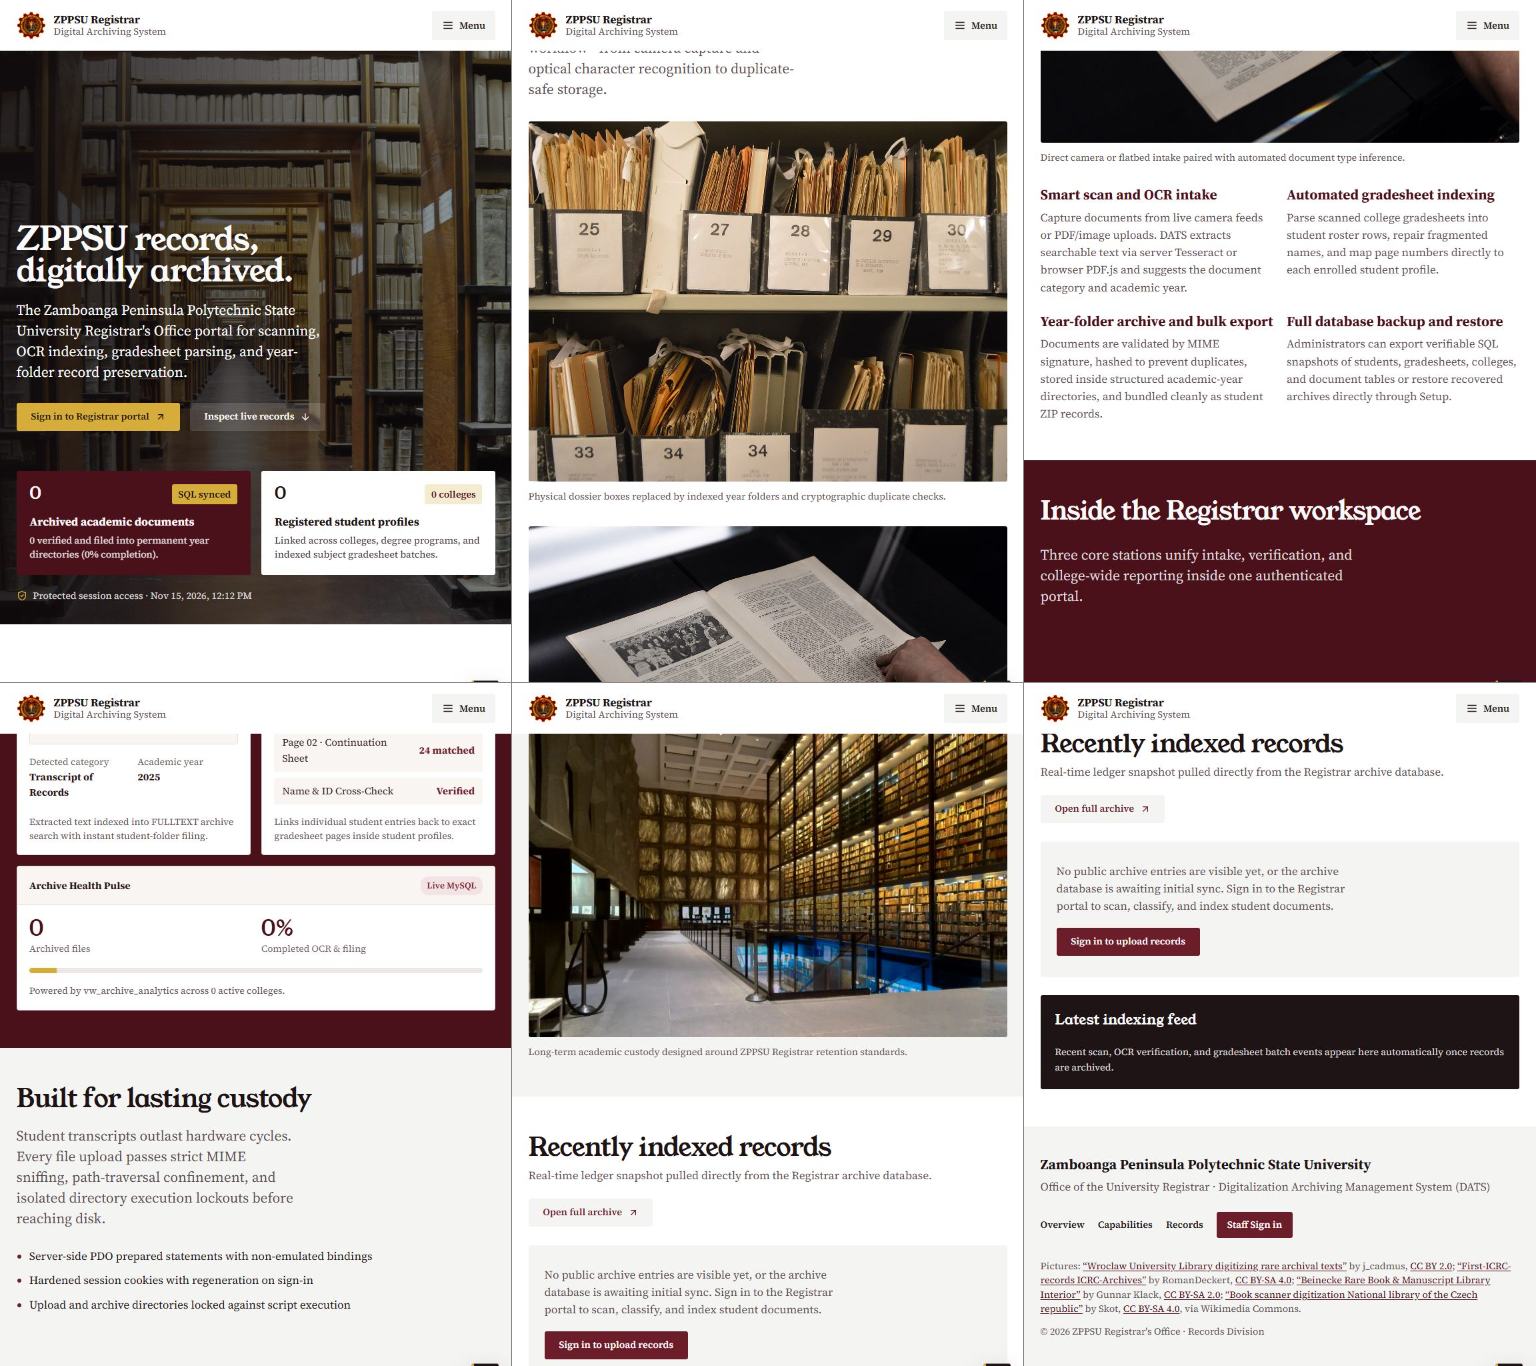 ZPPSU Registrar
Digital Archiving System
Menu
ZPPSU records,
digitally archived.
The Zamboanga Peninsula Polytechnic State
University Registrar's Office portal for scanning,
OCR indexing, gradesheet parsing, and year-
folder record preservation.
Sign in to Registrar portal
Inspect live records
0
SQL synced
Archived academic documents
0 verified and filed into permanent year
directories (0% completion).
0
0 colleges
Registered student profiles
Linked across colleges, degree programs, and
indexed subject gradesheet batches.
Protected session access · Nov 15, 2026, 12:12 PM
ZPPSU Registrar
Digital Archiving System
Menu
optical character recognition to duplicate-
safe storage.
25
27
28
29
30
33
34
34
Physical dossier boxes replaced by indexed year folders and cryptographic duplicate checks.
ZPPSU Registrar
Digital Archiving System
Menu
Direct camera or flatbed intake paired with automated document type inference.
Smart scan and OCR intake
Capture documents from live camera feeds
or PDF/image uploads. DATS extracts
searchable text via server Tesseract or
browser PDF.js and suggests the document
category and academic year.
Automated gradesheet indexing
Parse scanned college gradesheets into
student roster rows, repair fragmented
names, and map page numbers directly to
each enrolled student profile.
Year-folder archive and bulk export
Documents are validated by MIME
signature, hashed to prevent duplicates,
stored inside structured academic-year
directories, and bundled cleanly as student
ZIP records.
Full database backup and restore
Administrators can export verifiable SQL
snapshots of students, gradesheets, colleges,
and document tables or restore recovered
archives directly through Setup.
Inside the Registrar workspace
Three core stations unify intake, verification, and
college-wide reporting inside one authenticated
portal.
ZPPSU Registrar
Digital Archiving System
Menu
Detected category
Transcript of
Records
Academic year
2025
Extracted text indexed into FULLTEXT archive
search with instant student-folder filing.
Page 02 · Continuation
Sheet
24 matched
Name & ID Cross-Check
Verified
Links individual student entries back to exact
gradesheet pages inside student profiles.
Archive Health Pulse
Live MySQL
0
Archived files
0%
Completed OCR & filing
Powered by vw_archive_analytics across 0 active colleges.
Built for lasting custody
Student transcripts outlast hardware cycles.
Every file upload passes strict MIME
sniffing, path-traversal confinement, and
isolated directory execution lockouts before
reaching disk.
Server-side PDO prepared statements with non-emulated bindings
Hardened session cookies with regeneration on sign-in
Upload and archive directories locked against script execution
ZPPSU Registrar
Digital Archiving System
Menu
Long-term academic custody designed around ZPPSU Registrar retention standards.
Recently indexed records
Real-time ledger snapshot pulled directly from the Registrar archive database.
Open full archive
No public archive entries are visible yet, or the archive
database is awaiting initial sync. Sign in to the Registrar
portal to scan, classify, and index student documents.
Sign in to upload records
ZPPSU Registrar
Digital Archiving System
Menu
Recently indexed records
Real-time ledger snapshot pulled directly from the Registrar archive database.
Open full archive
No public archive entries are visible yet, or the archive
database is awaiting initial sync. Sign in to the Registrar
portal to scan, classify, and index student documents.
Sign in to upload records
Latest indexing feed
Recent scan, OCR verification, and gradesheet batch events appear here automatically once records
are archived.
Zamboanga Peninsula Polytechnic State University
Office of the University Registrar · Digitalization Archiving Management System (DATS)
Overview Capabilities Records Staff Sign in
Pictures: “Wroclaw University Library digitizing rare archival texts” by j_cadmus, CC BY 2.0; “First-ICRC-
records ICRC-Archives” by RomanDeckert, CC BY-SA 4.0; “Beinecke Rare Book & Manuscript Library
Interior” by Gunnar Klack, CC BY-SA 2.0; “Book scanner digitization National library of the Czech
republic” by Skot, CC BY-SA 4.0, via Wikimedia Commons.
© 2026 ZPPSU Registrar's Office · Records Division